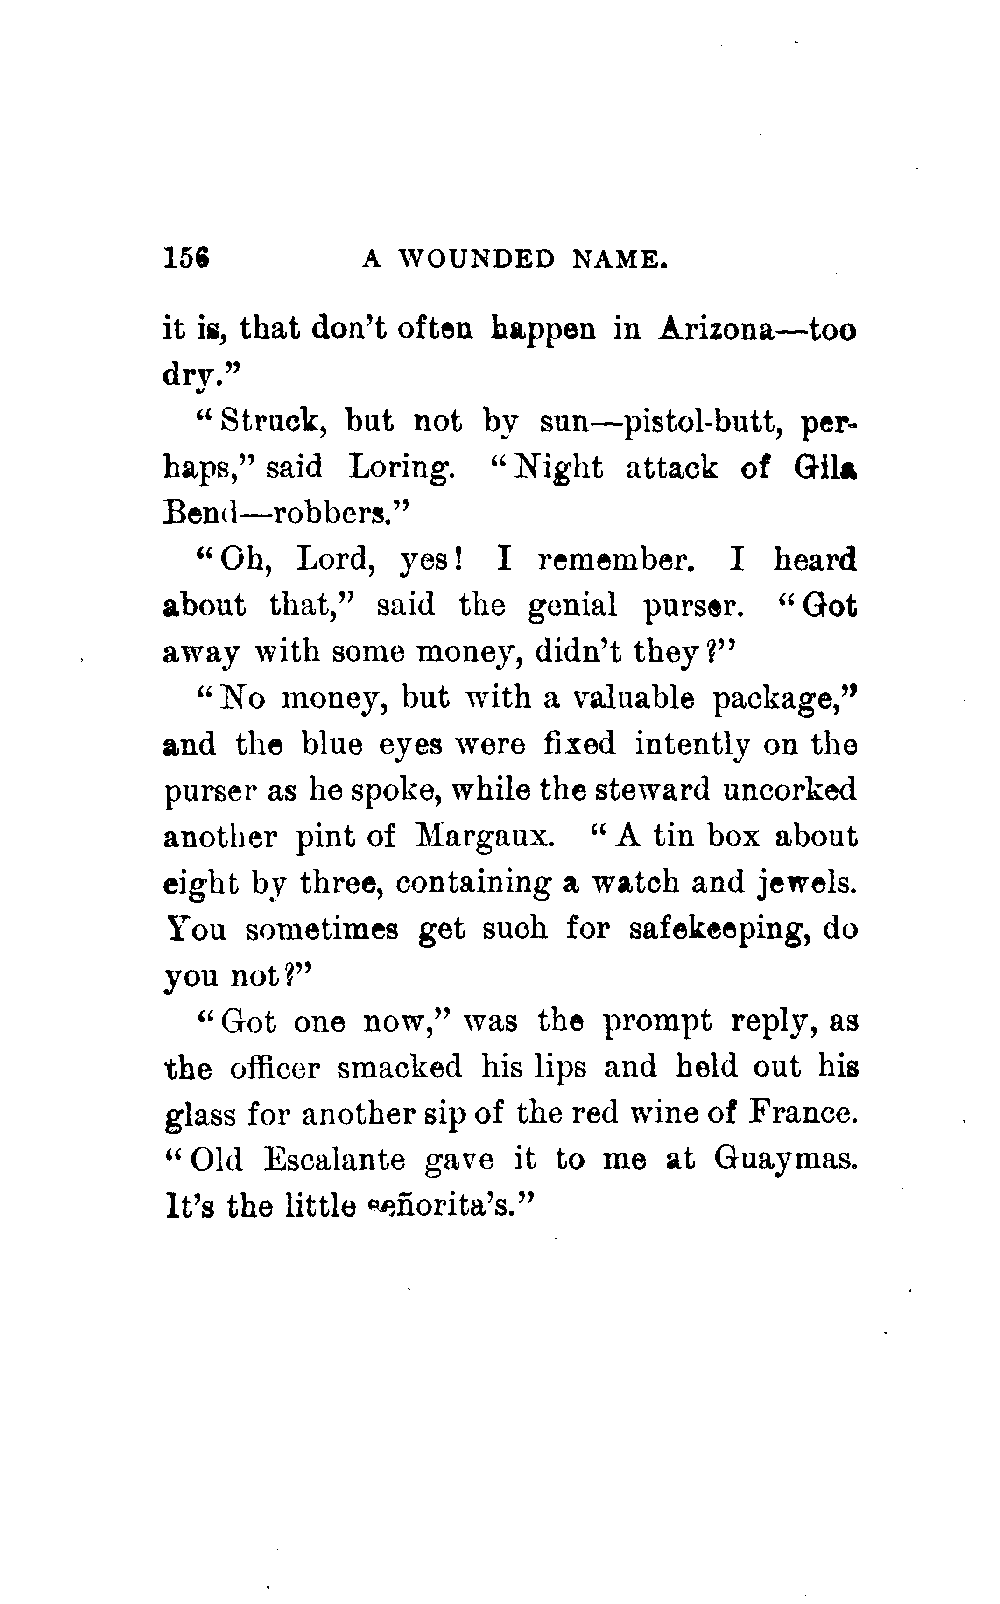 156 A WOUNDED NAME.
it is, that don't often happen in Arizona—too
dry."
"Struck, but not by sun—pistol-butt, per-
haps," said Loring. "Night attack of Gila
Bend—robbers."
"Oh, Lord, yes! I remember. I heard
about that," said the genial purser. "Got
away with some money, didn't they?"
"No money, but with a valuable package,"
and the blue eyes were fixed intently on the
purser as he spoke, while the steward uncorked
another pint of Margaux. "A tin box about
eight by three, containing a watch and jewels.
You sometimes get such for safekeeping, do
you not?"
"Got one now," was the prompt reply, as
the officer smacked his lips and held out his
glass for another sip of the red wine of France.
"Old Escalante gave it to me at Guaymas.
It's the little señorita's."